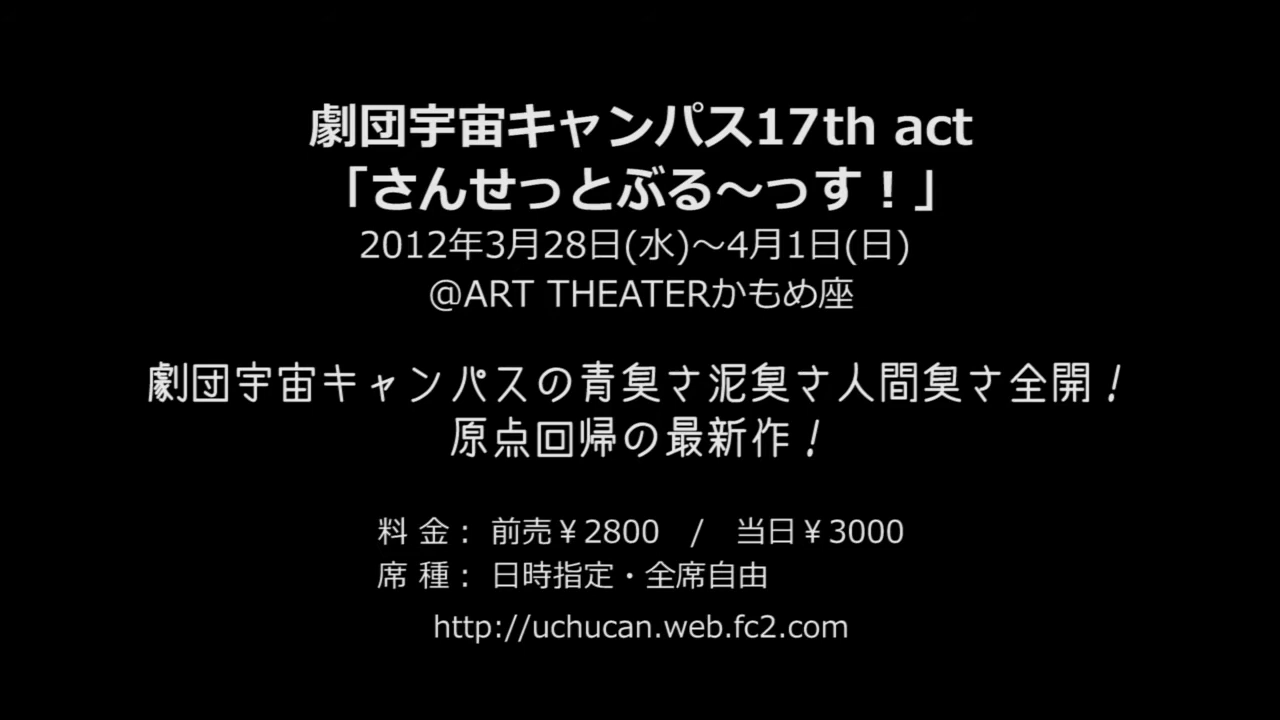 劇団宇宙キャンパス17th act
「さんせっとぶる～っす！」
2012年3月28日(水)～4月1日(日)
@ART THEATERかもめ座
劇団宇宙キャンパスの青臭さ泥臭さ人間臭さ全開！
原点回帰の最新作！
料 金： 前売￥2800　/　当日￥3000
席 種： 日時指定・全席自由
http://uchucan.web.fc2.com